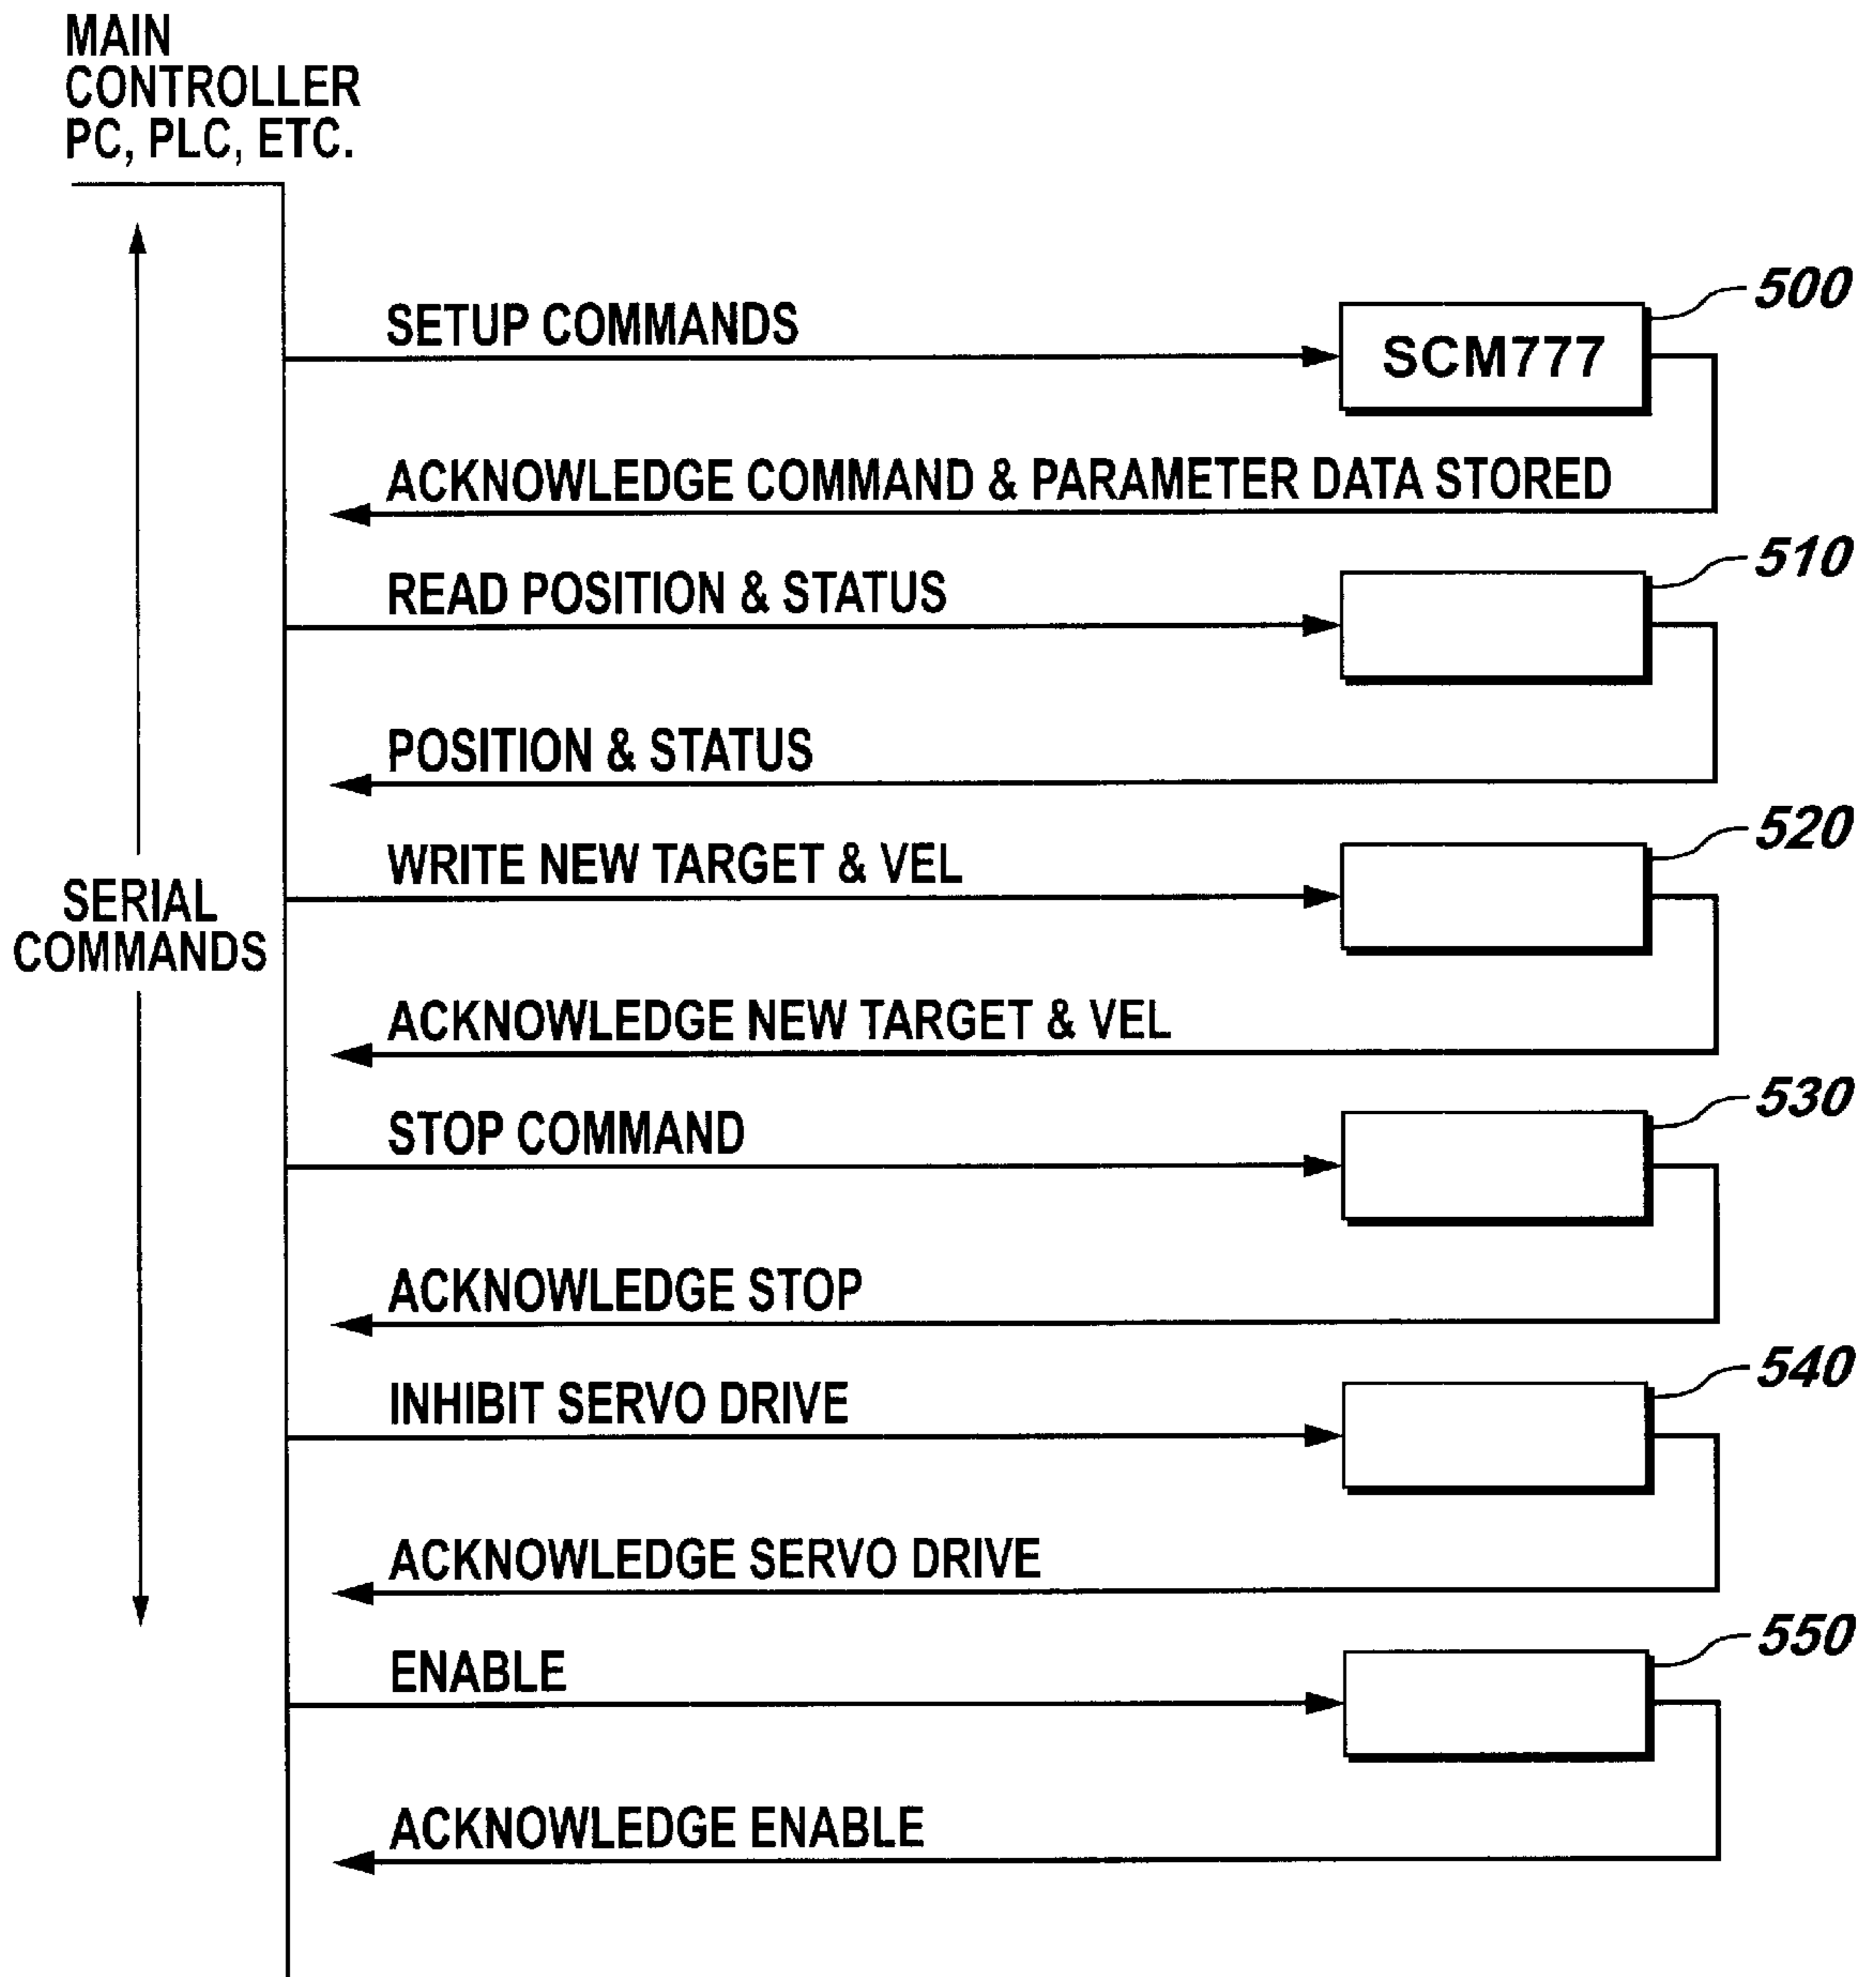 MAIN
CONTROLLER
PC, PLC, ETC.
SETUP COMMANDS
500
SCM777
ACKNOWLEDGE COMMAND & PARAMETER DATA STORED
510
READ POSITION & STATUS
POSITION & STATUS
520
WRITE NEW TARGET & VEL
SERIAL
COMMANDS
ACKNOWLEDGE NEW TARGET & VEL
530
STOP COMMAND
ACKNOWLEDGE STOP
540
INHIBIT SERVO DRIVE
ACKNOWLEDGE SERVO DRIVE
550
ENABLE
ACKNOWLEDGE ENABLE